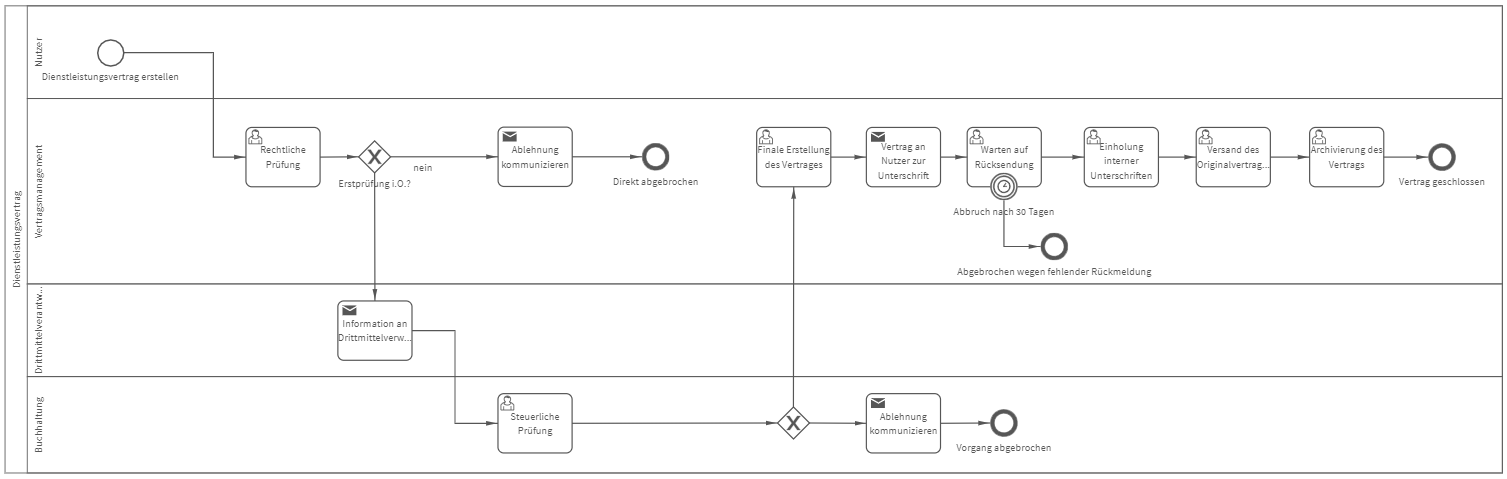 Dienstleistungsvertrag
Nutzer
Dienstleistungsvertrag erstellen
Vertragsmanagement
Rechtliche
Prüfung
Erstprüfung i.O.?
nein
Ablehnung
kommunizieren
Direkt abgebrochen
Finale Erstellung
des Vertrages
Vertrag an
Nutzer zur
Unterschrift
Warten auf
Rücksendung
Abbruch nach 30 Tagen
Abgebrochen wegen fehlender Rückmeldung
Einholung
interner
Unterschriften
Versand des
Originalvertrag...
Archivierung des
Vertrags
Vertrag geschlossen
Drittmittelverantw...
Information an
Drittmittelverw...
Buchhaltung
Steuerliche
Prüfung
Ablehnung
kommunizieren
Vorgang abgebrochen